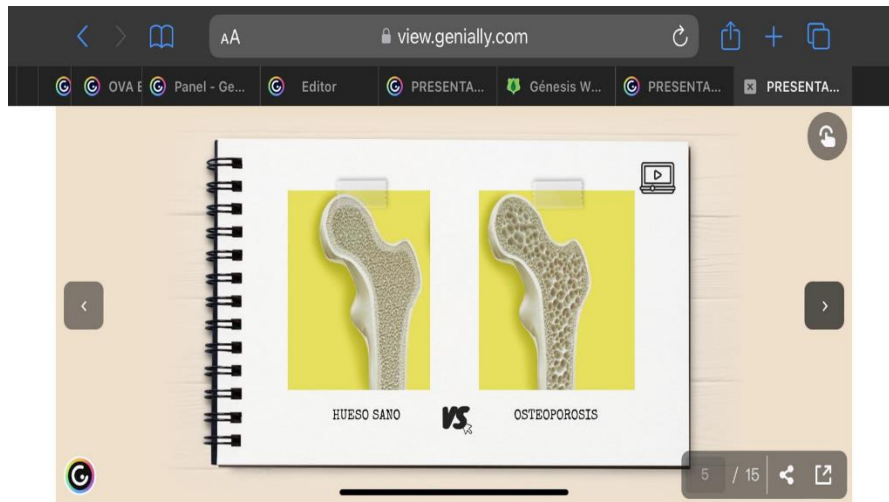 AA
view.genially.com
OVA E
Panel - Ge...
Editor
PRESENTA...
Génesis W...
PRESENTA...
PRESENTA...
HUESO SANO
VS
OSTEOPOROSIS
5 / 15